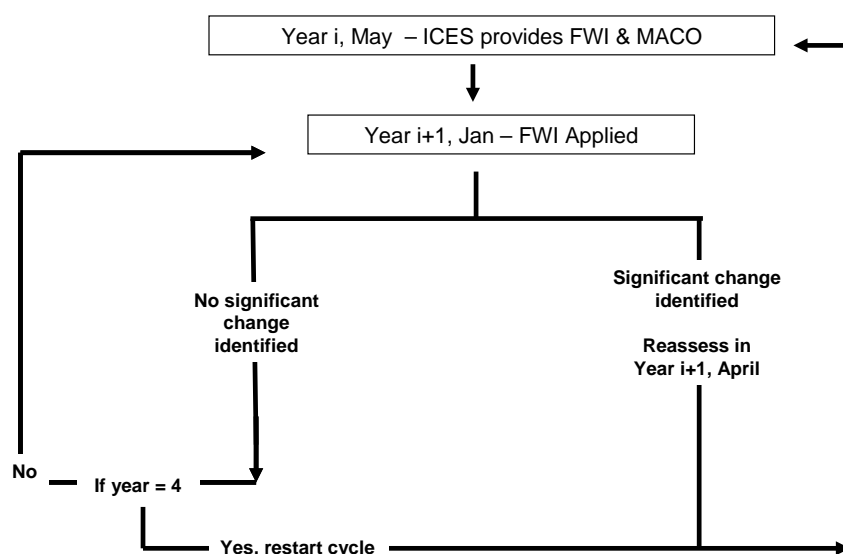 Year i, May – ICES provides FWI & MACO
Year i+1, Jan – FWI Applied
No significant
change
identified
Significant change
identified
Reassess in
Year i+1, April
No
If year = 4
Yes, restart cycle